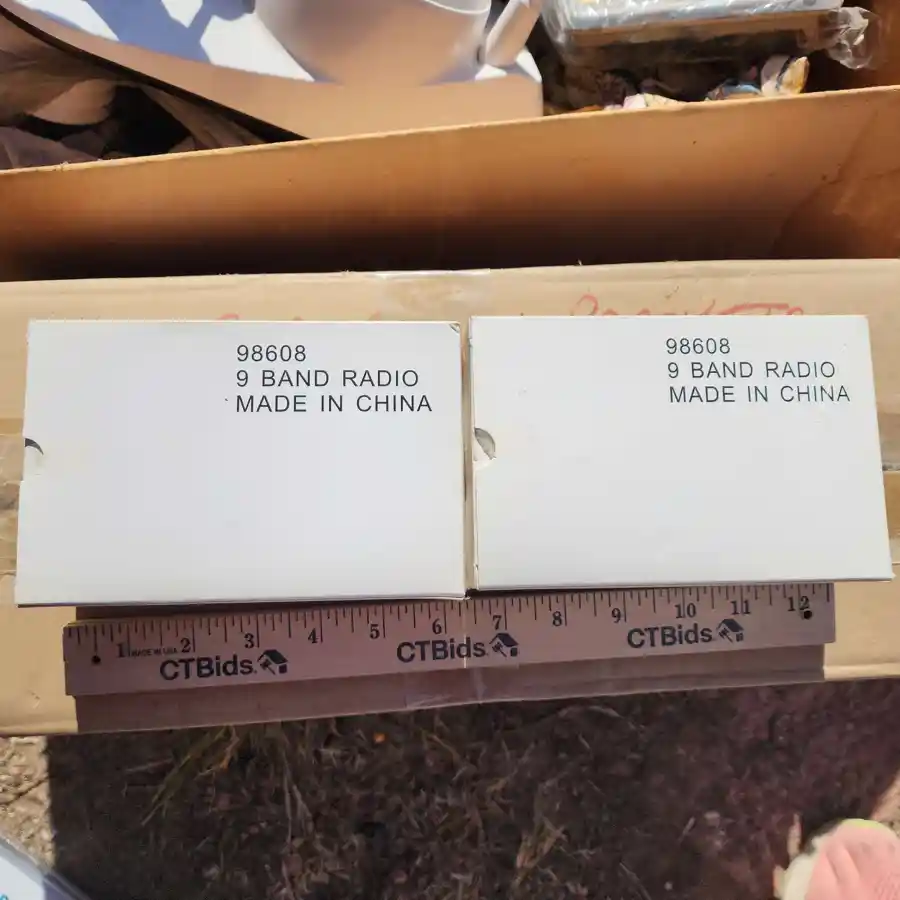 98608
9 BAND RADIO
MADE IN CHINA
98608
9 BAND RADIO
MADE IN CHINA
1 2 3 4 5 6 7 8 9 10 11 12
MADE IN USA
CTBids. CTBids. CTBids.